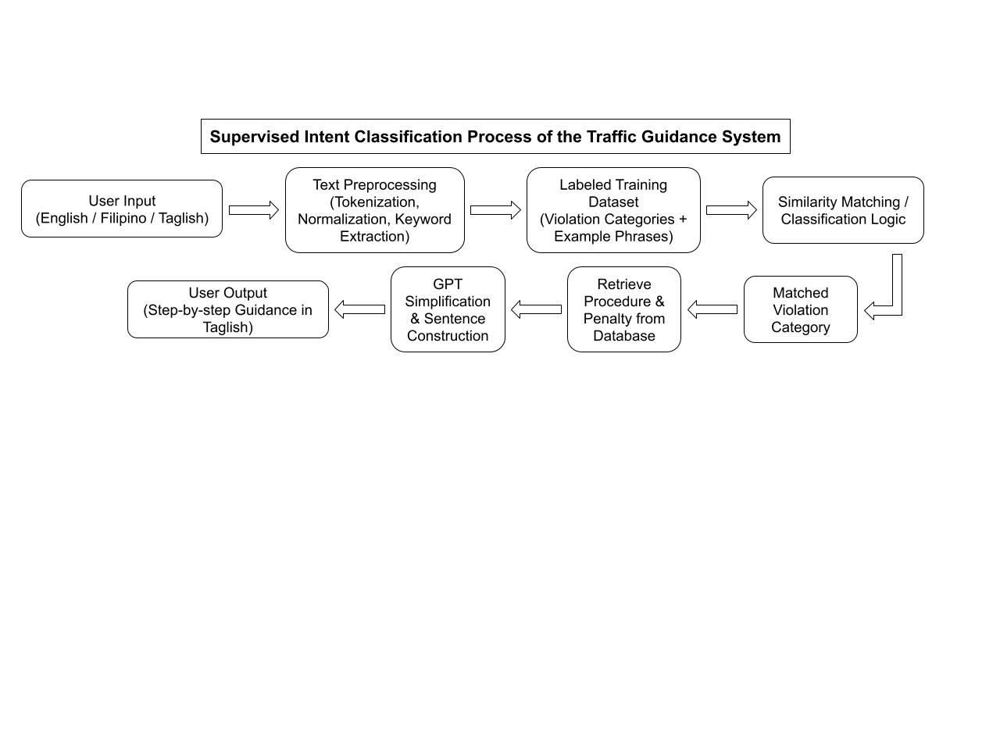 Supervised Intent Classification Process of the Traffic Guidance System
User Input
(English / Filipino / Taglish)
Text Preprocessing
(Tokenization,
Normalization, Keyword
Extraction)
Labeled Training
Dataset
(Violation Categories +
Example Phrases)
Similarity Matching /
Classification Logic
Matched
Violation
Category
Retrieve
Procedure &
Penalty from
Database
GPT
Simplification
& Sentence
Construction
User Output
(Step-by-step Guidance in
Taglish)